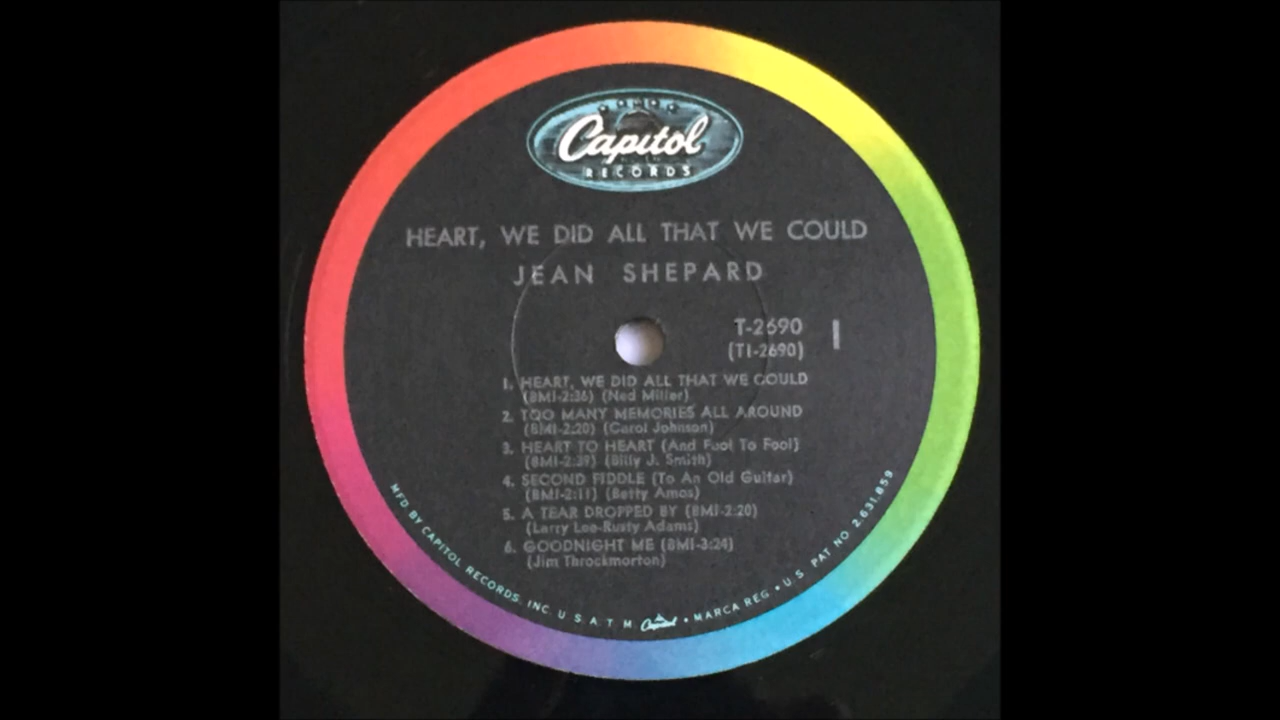 Capitol
RECORDS
HEART, WE DID ALL THAT WE COULD
JEAN SHEPARD
T-2690
(T1-2690)
1
1. HEART, WE DID ALL THAT WE COULD
(BMI-2:36) (Ned Miller)
2. TOO MANY MEMORIES ALL AROUND
(BMI-2:20) (Carol Johnson)
3. HEART TO HEART (And Fool To Fool)
(BMI-2:39) (Billy J. Smith)
4. SECOND FIDDLE (To An Old Guitar)
(BMI-2:11) (Betty Amos)
5. A TEAR DROPPED BY (BMI-2:20)
(Larry Lee-Rusty Adams)
6. GOODNIGHT ME (BMI-3:24)
(Jim Throckmorton)
MFD BY CAPITOL RECORDS, INC. U.S.A. T.M. Capitol • MARCA REG • U.S. PAT NO 2,631,859